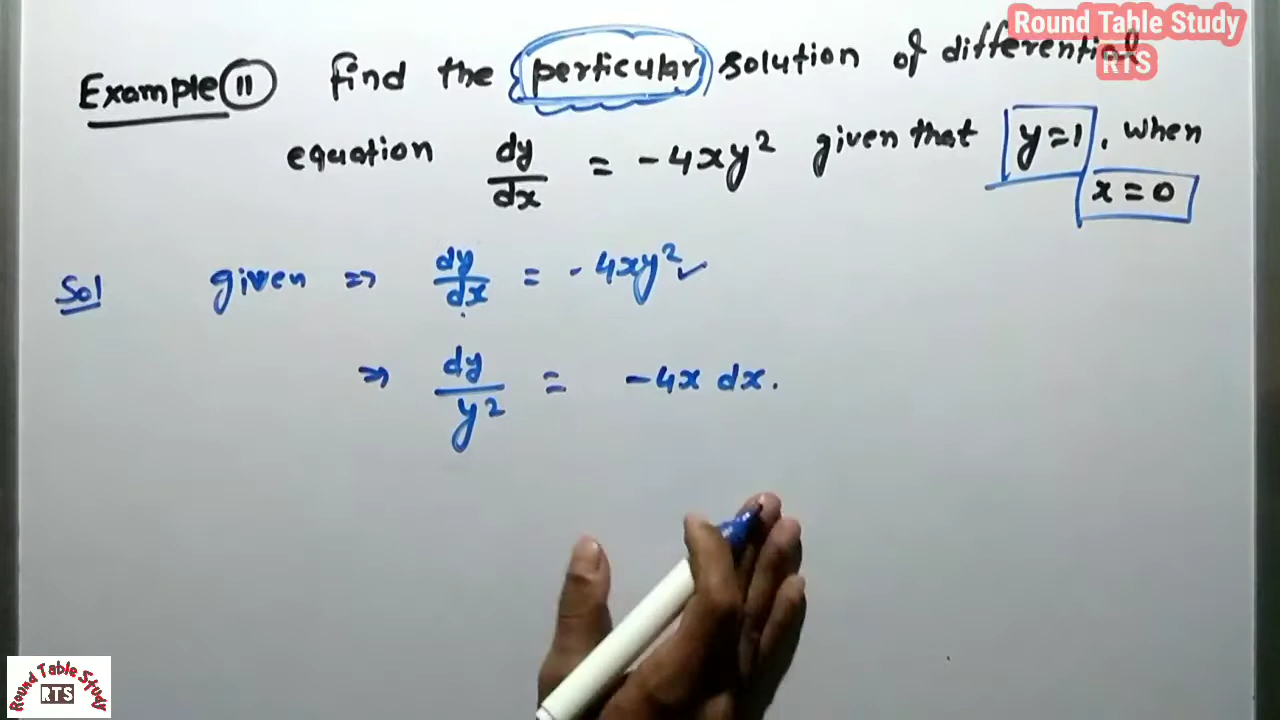 Round Table Study
RTS
Example 11 find the perticular solution of differential
equation dy/dx = -4xy² given that y=1, when
x=0
Sol given ⇒ dy/dx = -4xy² ✓
⇒ dy/y² = -4x dx.
Round Table Study
RTS